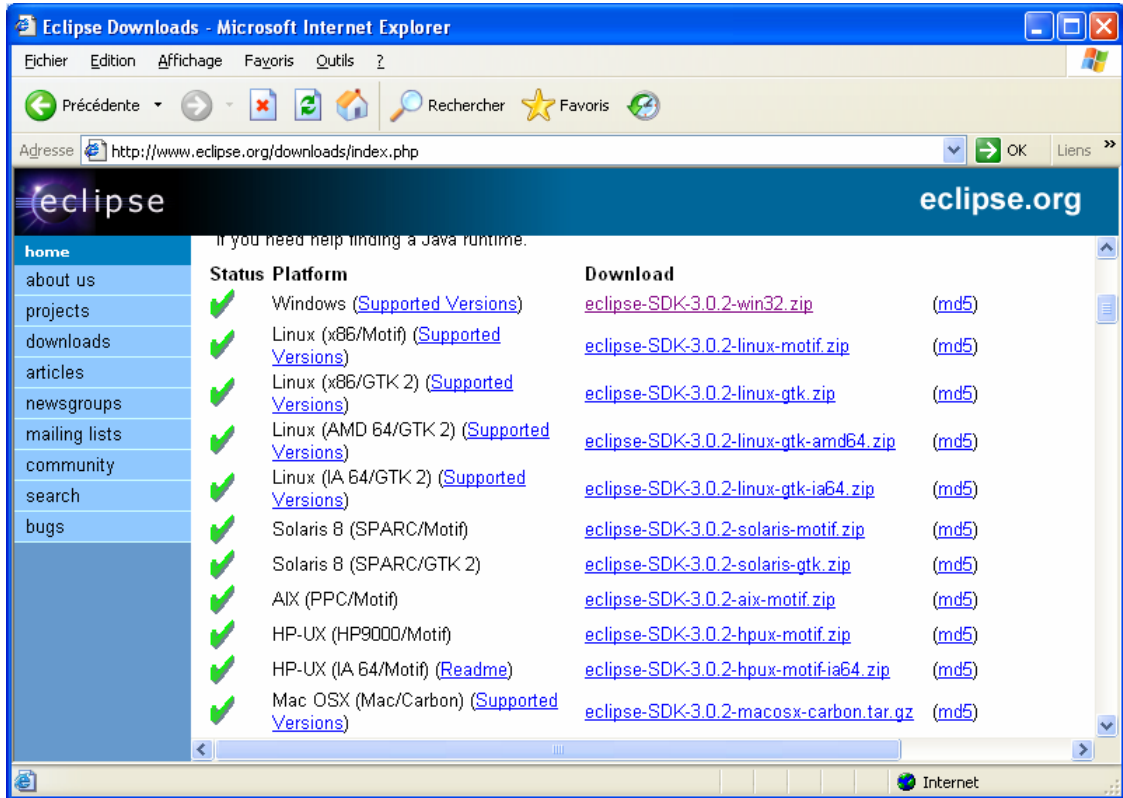 Eclipse Downloads - Microsoft Internet Explorer
Fichier Edition Affichage Favoris Outils ?
Précédente Rechercher Favoris
Adresse http://www.eclipse.org/downloads/index.php OK Liens »
eclipse eclipse.org
home
about us
projects
downloads
articles
newsgroups
mailing lists
community
search
bugs
If you need help finding a Java runtime.
Status Platform Download
Windows (Supported Versions) eclipse-SDK-3.0.2-win32.zip (md5)
Linux (x86/Motif) (Supported
Versions) eclipse-SDK-3.0.2-linux-motif.zip (md5)
Linux (x86/GTK 2) (Supported
Versions) eclipse-SDK-3.0.2-linux-gtk.zip (md5)
Linux (AMD 64/GTK 2) (Supported
Versions) eclipse-SDK-3.0.2-linux-gtk-amd64.zip (md5)
Linux (IA 64/GTK 2) (Supported
Versions) eclipse-SDK-3.0.2-linux-gtk-ia64.zip (md5)
Solaris 8 (SPARC/Motif) eclipse-SDK-3.0.2-solaris-motif.zip (md5)
Solaris 8 (SPARC/GTK 2) eclipse-SDK-3.0.2-solaris-gtk.zip (md5)
AIX (PPC/Motif) eclipse-SDK-3.0.2-aix-motif.zip (md5)
HP-UX (HP9000/Motif) eclipse-SDK-3.0.2-hpux-motif.zip (md5)
HP-UX (IA 64/Motif) (Readme) eclipse-SDK-3.0.2-hpux-motif-ia64.zip (md5)
Mac OSX (Mac/Carbon) (Supported
Versions) eclipse-SDK-3.0.2-macosx-carbon.tar.gz (md5)
Internet